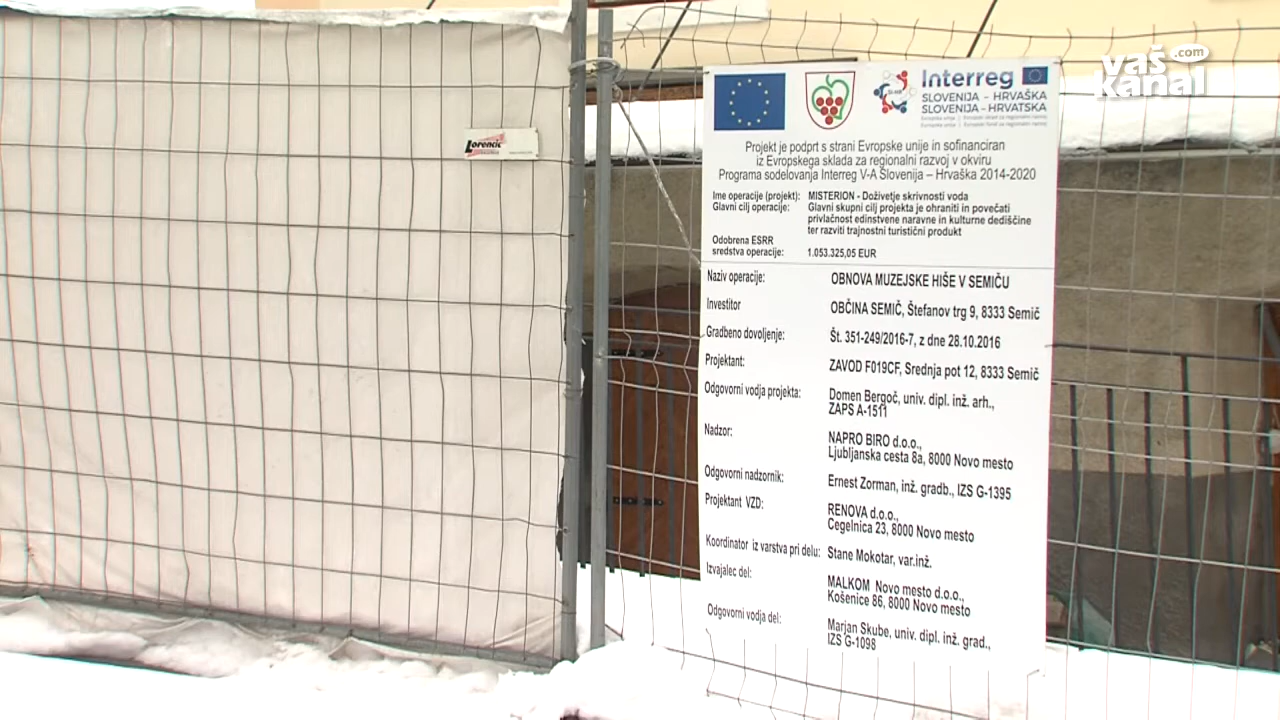 vaš
.com
kanal
Lorenčič
Interreg
SLOVENIJA – HRVAŠKA
SLOVENIJA – HRVATSKA
Projekt je podprt s strani Evropske unije in sofinanciran
iz Evropskega sklada za regionalni razvoj v okviru
Programa sodelovanja Interreg V-A Slovenija – Hrvaška 2014-2020
Ime operacije (projekt): MISTERION - Doživetje skrivnosti voda
Glavni cilj operacije: Glavni skupni cilj projekta je ohraniti in povečati
privlačnost edinstvene naravne in kulturne dediščine
ter razviti trajnostni turistični produkt
Odobrena ESRR
sredstva operacije: 1.053.325,05 EUR
Naziv operacije: OBNOVA MUZEJSKE HIŠE V SEMIČU
Investitor OBČINA SEMIČ, Štefanov trg 9, 8333 Semič
Gradbeno dovoljenje: Št. 351-249/2016-7, z dne 28.10.2016
Projektant: ZAVOD F019CF, Srednja pot 12, 8333 Semič
Odgovorni vodja projekta: Domen Bergoč, univ. dipl. inž. arh.,
ZAPS A-1511
Nadzor: NAPRO BIRO d.o.o.,
Ljubljanska cesta 8a, 8000 Novo mesto
Odgovorni nadzornik: Ernest Zorman, inž. gradb., IZS G-1395
Projektant VZD: RENOVA d.o.o.,
Cegelnica 23, 8000 Novo mesto
Koordinator iz varstva pri delu: Stane Mokotar, var.inž.
Izvajalec del: MALKOM Novo mesto d.o.o.,
Košenice 86, 8000 Novo mesto
Odgovorni vodja del: Marjan Skube, univ. dipl. inž. grad.,
IZS G-1098